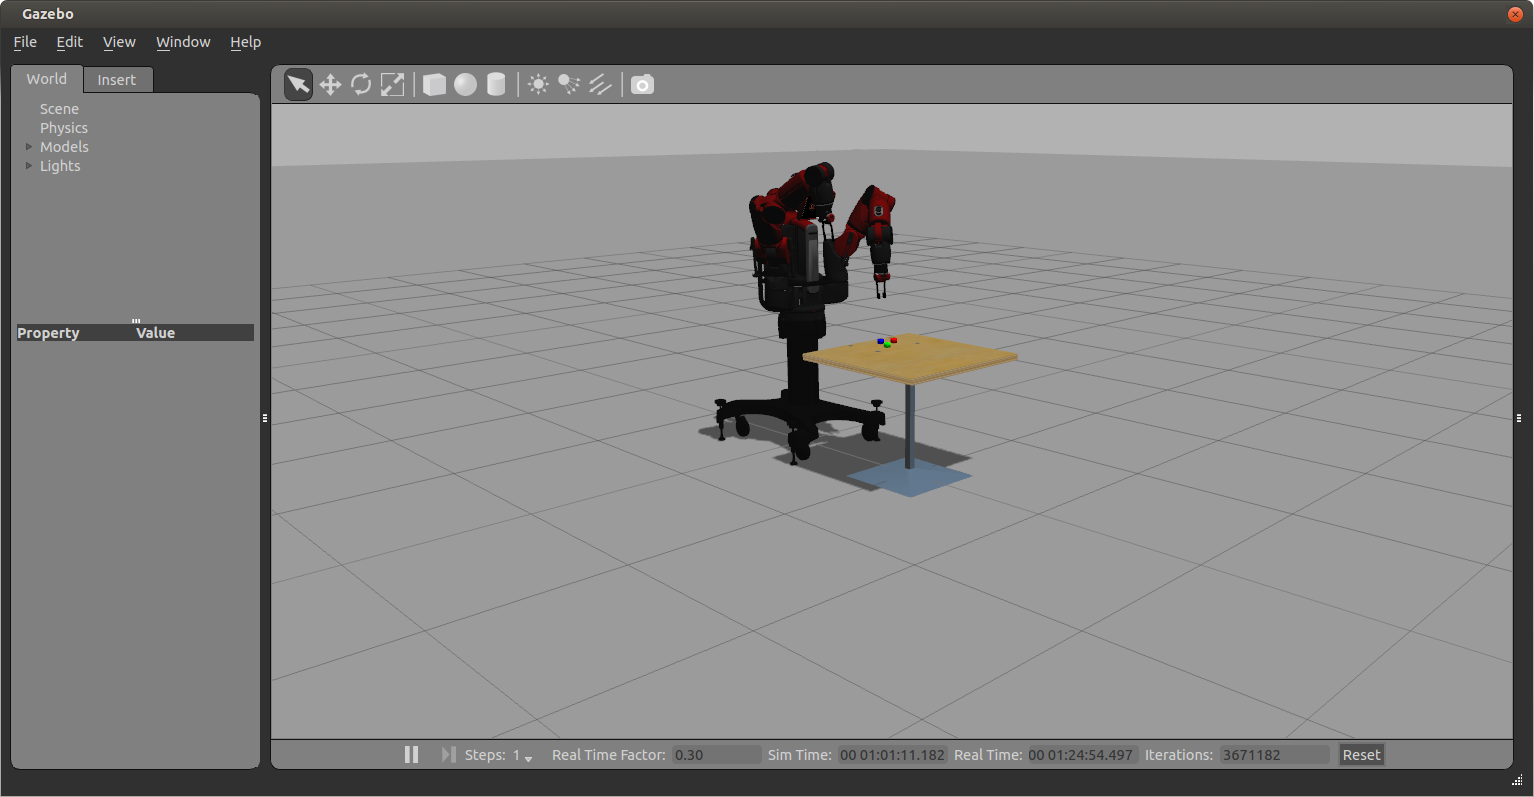 Gazebo
File Edit View Window Help
World Insert
Scene
Physics
Models
Lights
Property Value
Steps: 1 Real Time Factor: 0.30 Sim Time: 00 01:01:11.182 Real Time: 00 01:24:54.497 Iterations: 3671182 Reset